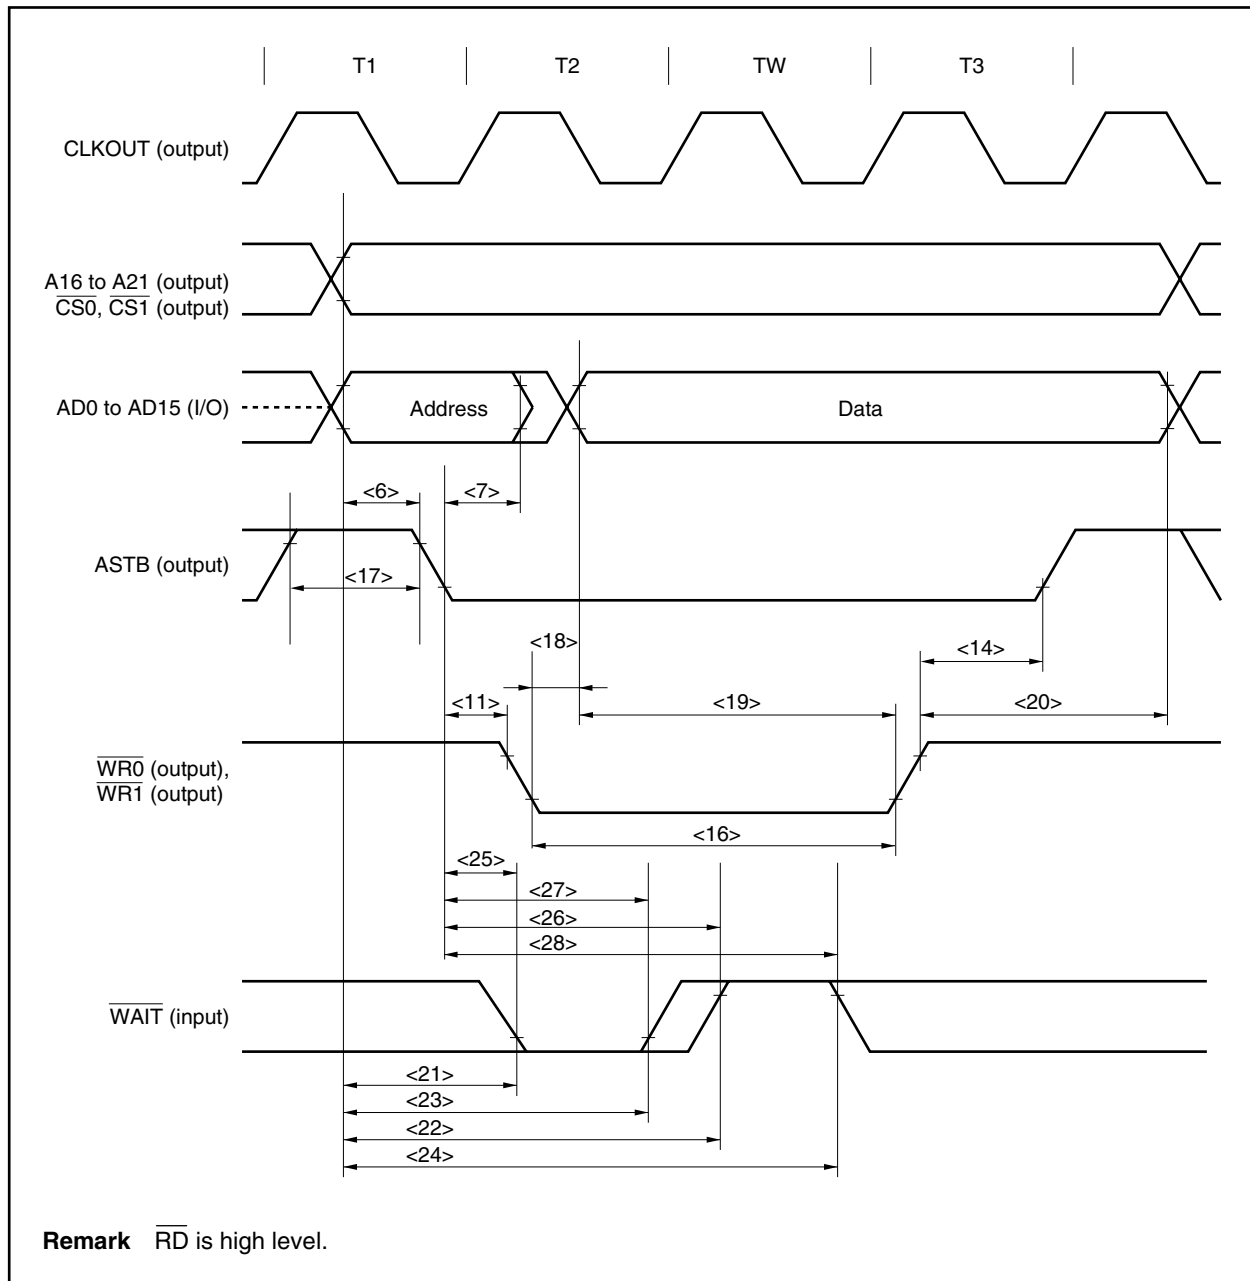 T1 T2 TW T3
CLKOUT (output)
A16 to A21 (output)
CS0, CS1 (output)
AD0 to AD15 (I/O)
Address
Data
<6>
<7>
ASTB (output)
<17>
<18>
<14>
<11>
<19>
<20>
WR0 (output),
WR1 (output)
<16>
<25>
<27>
<26>
<28>
WAIT (input)
<21>
<23>
<22>
<24>
Remark RD is high level.